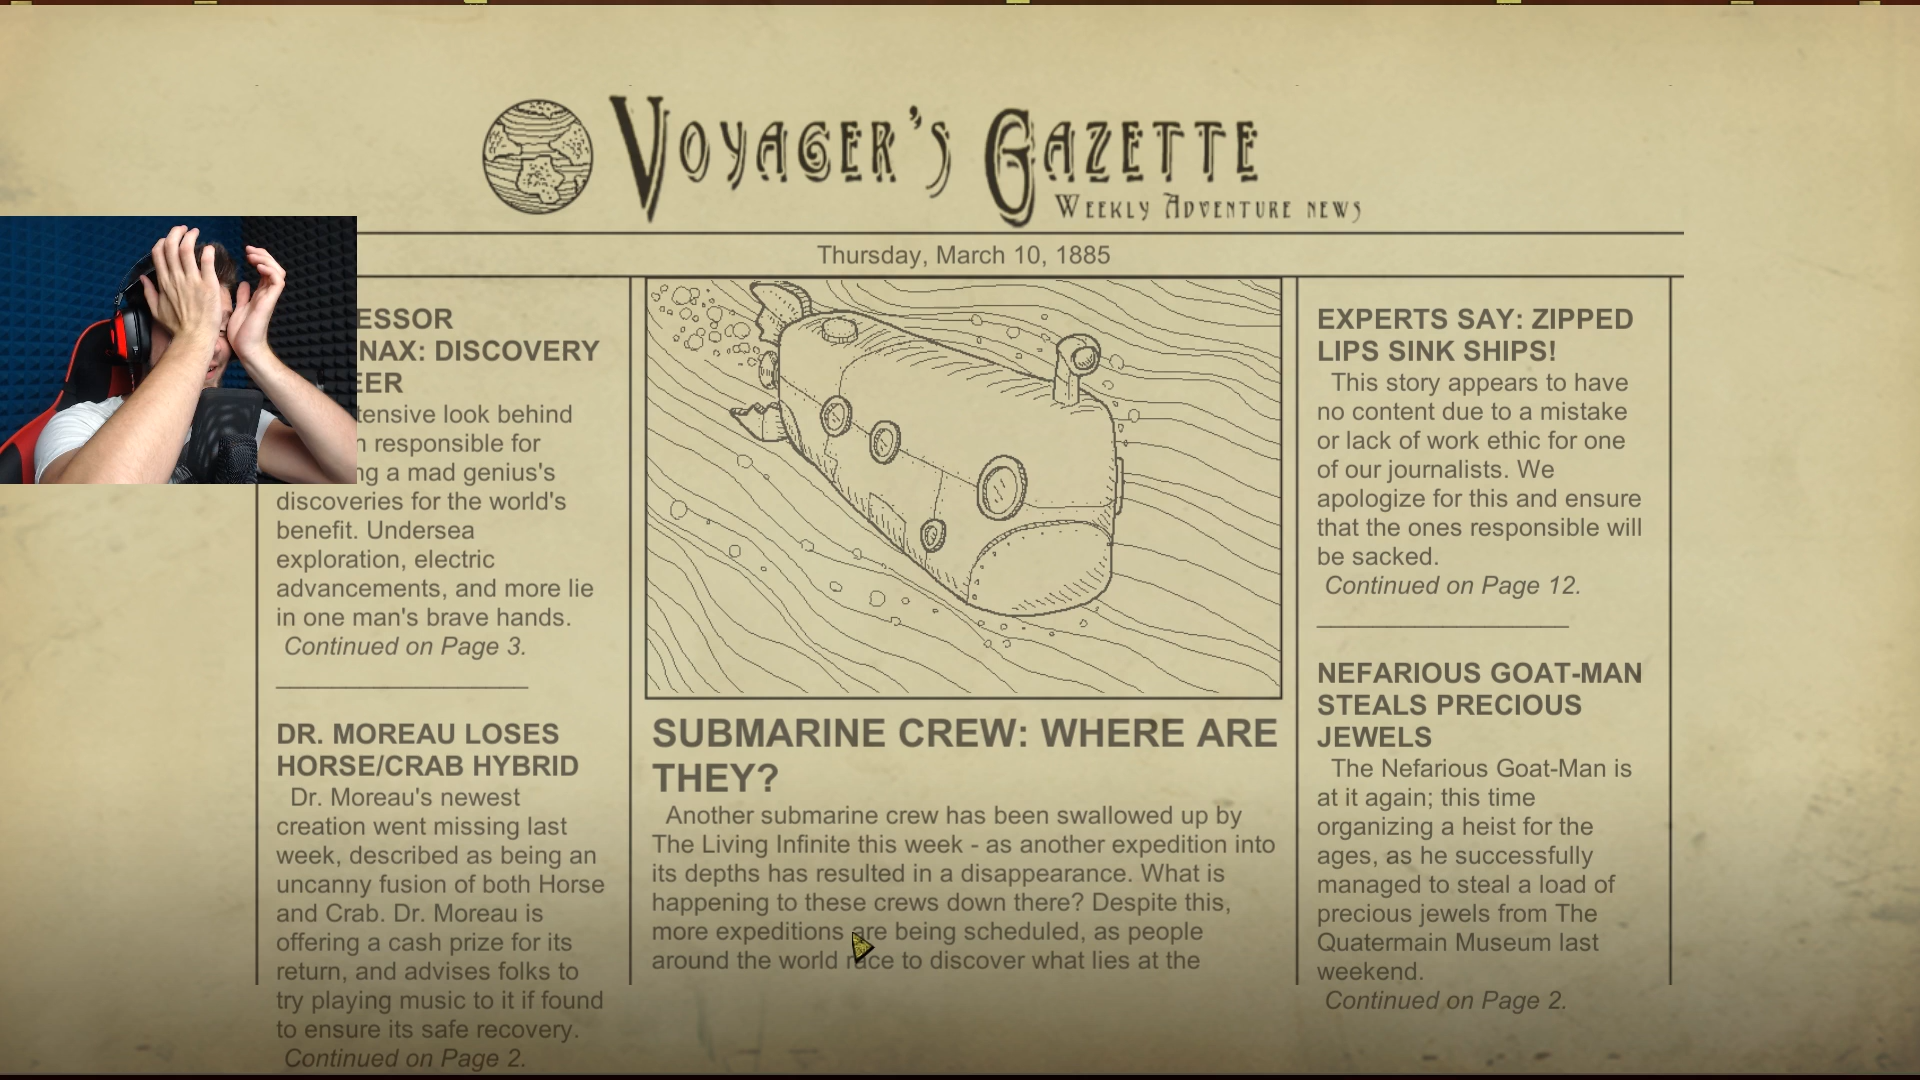 Voyager's Gazette
Weekly Adventure news
Thursday, March 10, 1885
ESSOR
NAX: DISCOVERY
EER
tensive look behind
responsible for
ng a mad genius's
discoveries for the world's
benefit. Undersea
exploration, electric
advancements, and more lie
in one man's brave hands.
Continued on Page 3.
DR. MOREAU LOSES
HORSE/CRAB HYBRID
Dr. Moreau's newest
creation went missing last
week, described as being an
uncanny fusion of both Horse
and Crab. Dr. Moreau is
offering a cash prize for its
return, and advises folks to
try playing music to it if found
to ensure its safe recovery.
Continued on Page 2.
SUBMARINE CREW: WHERE ARE
THEY?
Another submarine crew has been swallowed up by
The Living Infinite this week - as another expedition into
its depths has resulted in a disappearance. What is
happening to these crews down there? Despite this,
more expeditions are being scheduled, as people
around the world race to discover what lies at the
EXPERTS SAY: ZIPPED
LIPS SINK SHIPS!
This story appears to have
no content due to a mistake
or lack of work ethic for one
of our journalists. We
apologize for this and ensure
that the ones responsible will
be sacked.
Continued on Page 12.
NEFARIOUS GOAT-MAN
STEALS PRECIOUS
JEWELS
The Nefarious Goat-Man is
at it again; this time
organizing a heist for the
ages, as he successfully
managed to steal a load of
precious jewels from The
Quatermain Museum last
weekend.
Continued on Page 2.